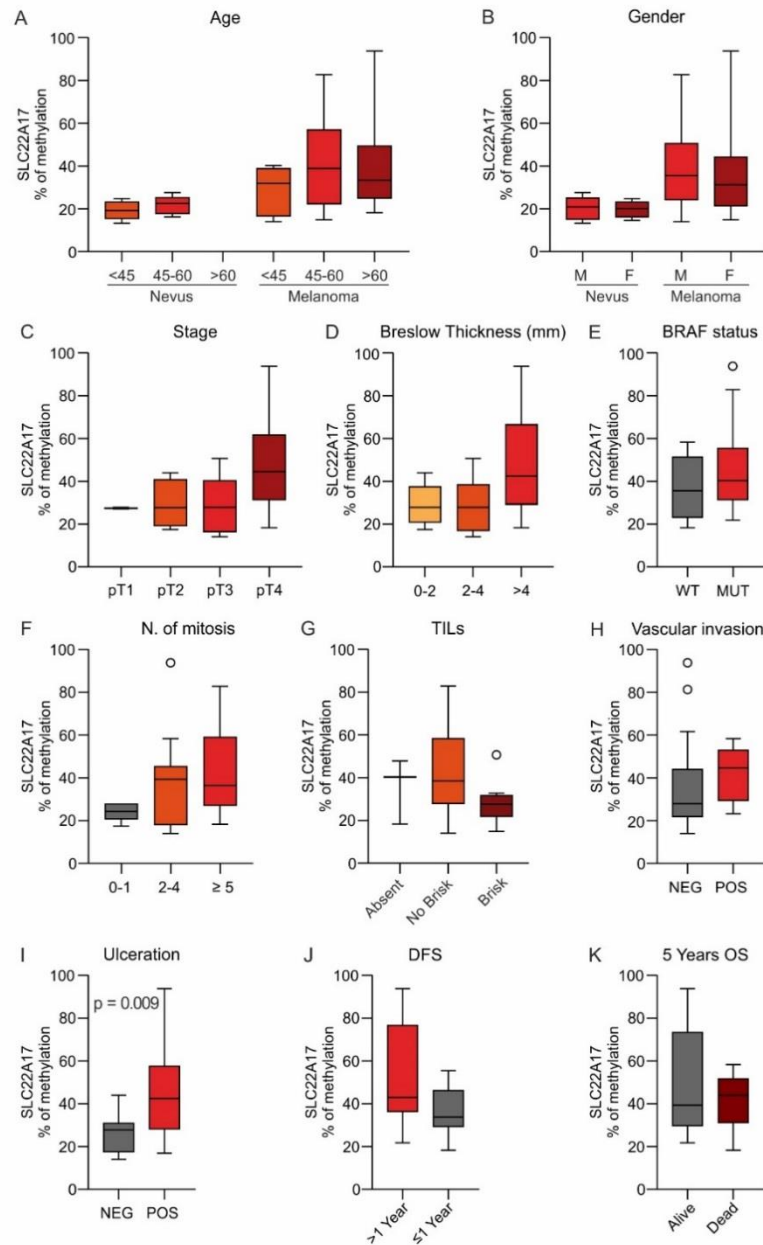 A Age
SLC22A17
% of methylation
100
80
60
40
20
0
<45 45-60 >60 <45 45-60 >60
Nevus Melanoma
B Gender
SLC22A17
% of methylation
100
80
60
40
20
0
M F M F
Nevus Melanoma
C Stage
SLC22A17
% of methylation
100
80
60
40
20
0
pT1 pT2 pT3 pT4
D Breslow Thickness (mm)
SLC22A17
% of methylation
100
80
60
40
20
0
0-2 2-4 >4
E BRAF status
SLC22A17
% of methylation
100
80
60
40
20
0
WT MUT
F N. of mitosis
SLC22A17
% of methylation
100
80
60
40
20
0
0-1 2-4 ≥ 5
G TILs
SLC22A17
% of methylation
100
80
60
40
20
0
Absent No Brisk Brisk
H Vascular invasion
SLC22A17
% of methylation
100
80
60
40
20
0
NEG POS
I Ulceration
p = 0.009
SLC22A17
% of methylation
100
80
60
40
20
0
NEG POS
J DFS
SLC22A17
% of methylation
100
80
60
40
20
0
>1 Year ≤1 Year
K 5 Years OS
SLC22A17
% of methylation
100
80
60
40
20
0
Alive Dead